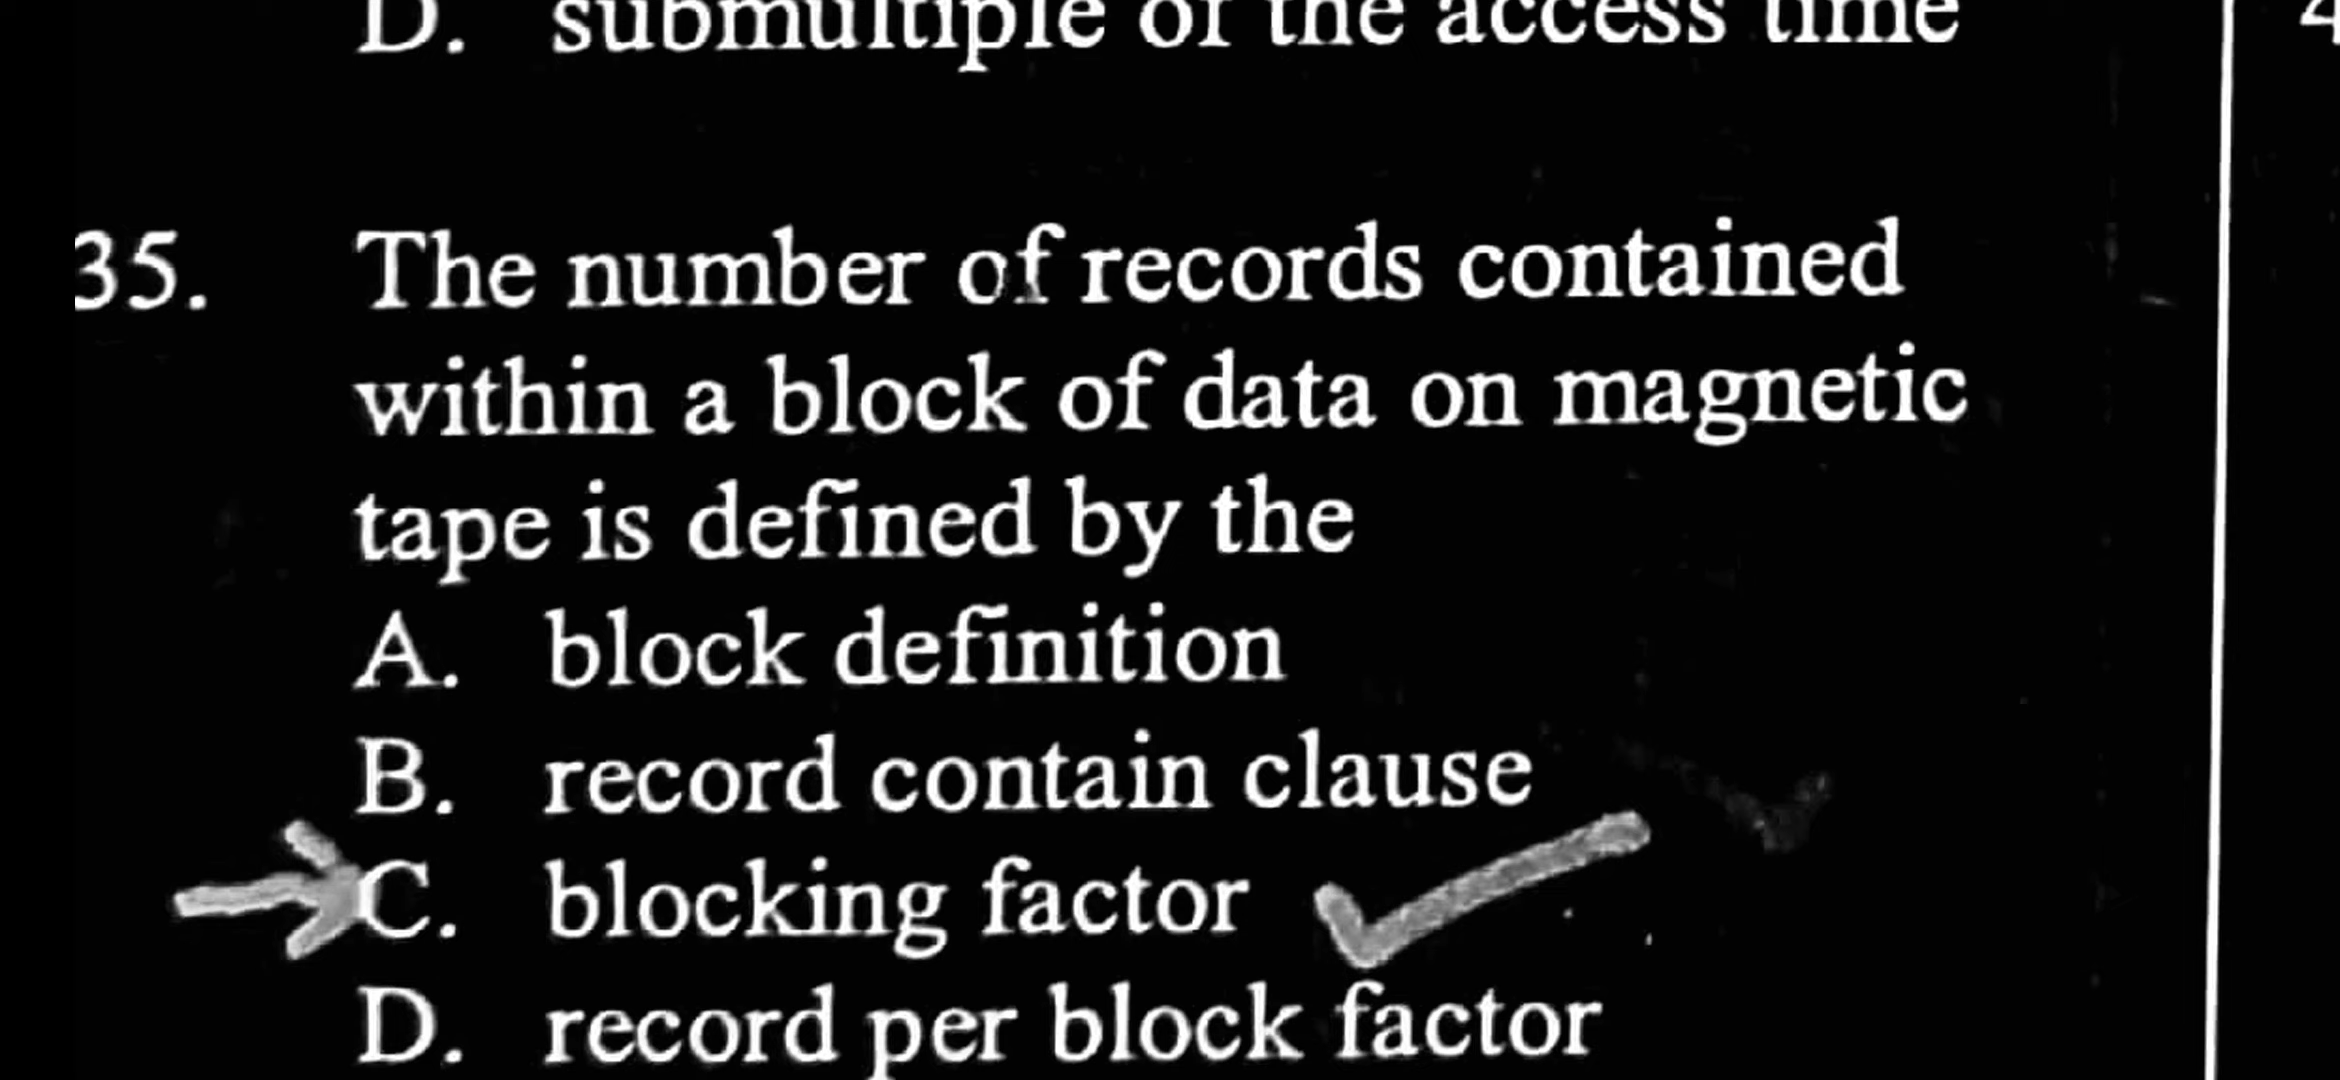 D. submultiple of the access time
35. The number of records contained
within a block of data on magnetic
tape is defined by the
A. block definition
B. record contain clause
C. blocking factor
D. record per block factor